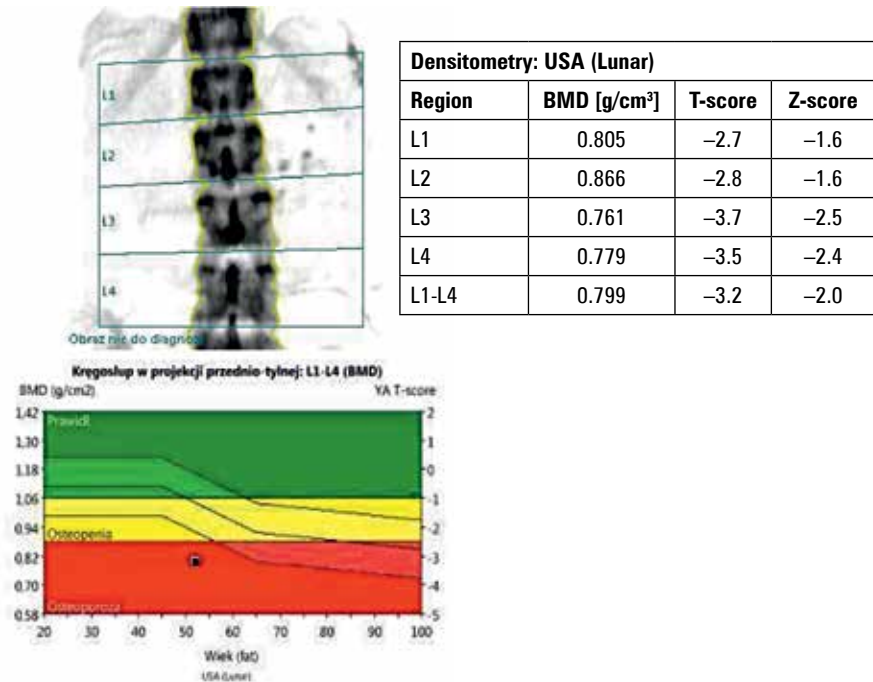 L1
L2
L3
L4
Obraz nie do diagnozy
Densitometry: USA (Lunar)
Region BMD [g/cm³] T-score Z-score
L1 0.805 –2.7 –1.6
L2 0.866 –2.8 –1.6
L3 0.761 –3.7 –2.5
L4 0.779 –3.5 –2.4
L1-L4 0.799 –3.2 –2.0
Kręgosłup w projekcji przednio-tylnej: L1-L4 (BMD)
BMD (g/cm2) YA T-score
1.42 2
Prawidł
1.30 1
1.18 0
1.06 -1
0.94 -2
Osteopenia
0.82 -3
0.70 -4
Osteoporoza
0.58 -5
20 30 40 50 60 70 80 90 100
Wiek (lat)
USA (Lunar)